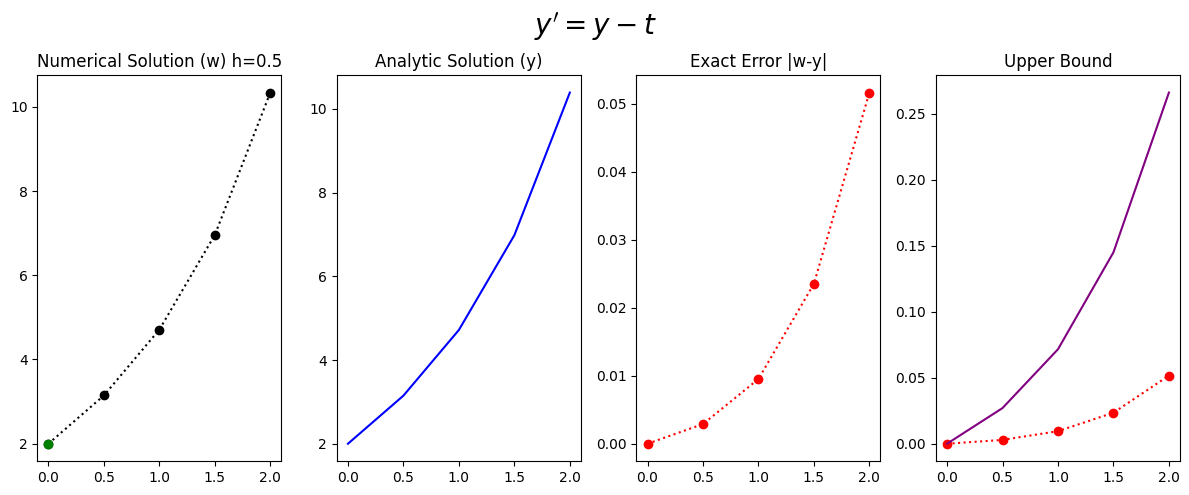 y′ = y − t
Numerical Solution (w) h=0.5
Analytic Solution (y)
Exact Error |w-y|
Upper Bound
10
8
6
4
2
0.0 0.5 1.0 1.5 2.0
10
8
6
4
2
0.0 0.5 1.0 1.5 2.0
0.05
0.04
0.03
0.02
0.01
0.00
0.0 0.5 1.0 1.5 2.0
0.25
0.20
0.15
0.10
0.05
0.00
0.0 0.5 1.0 1.5 2.0